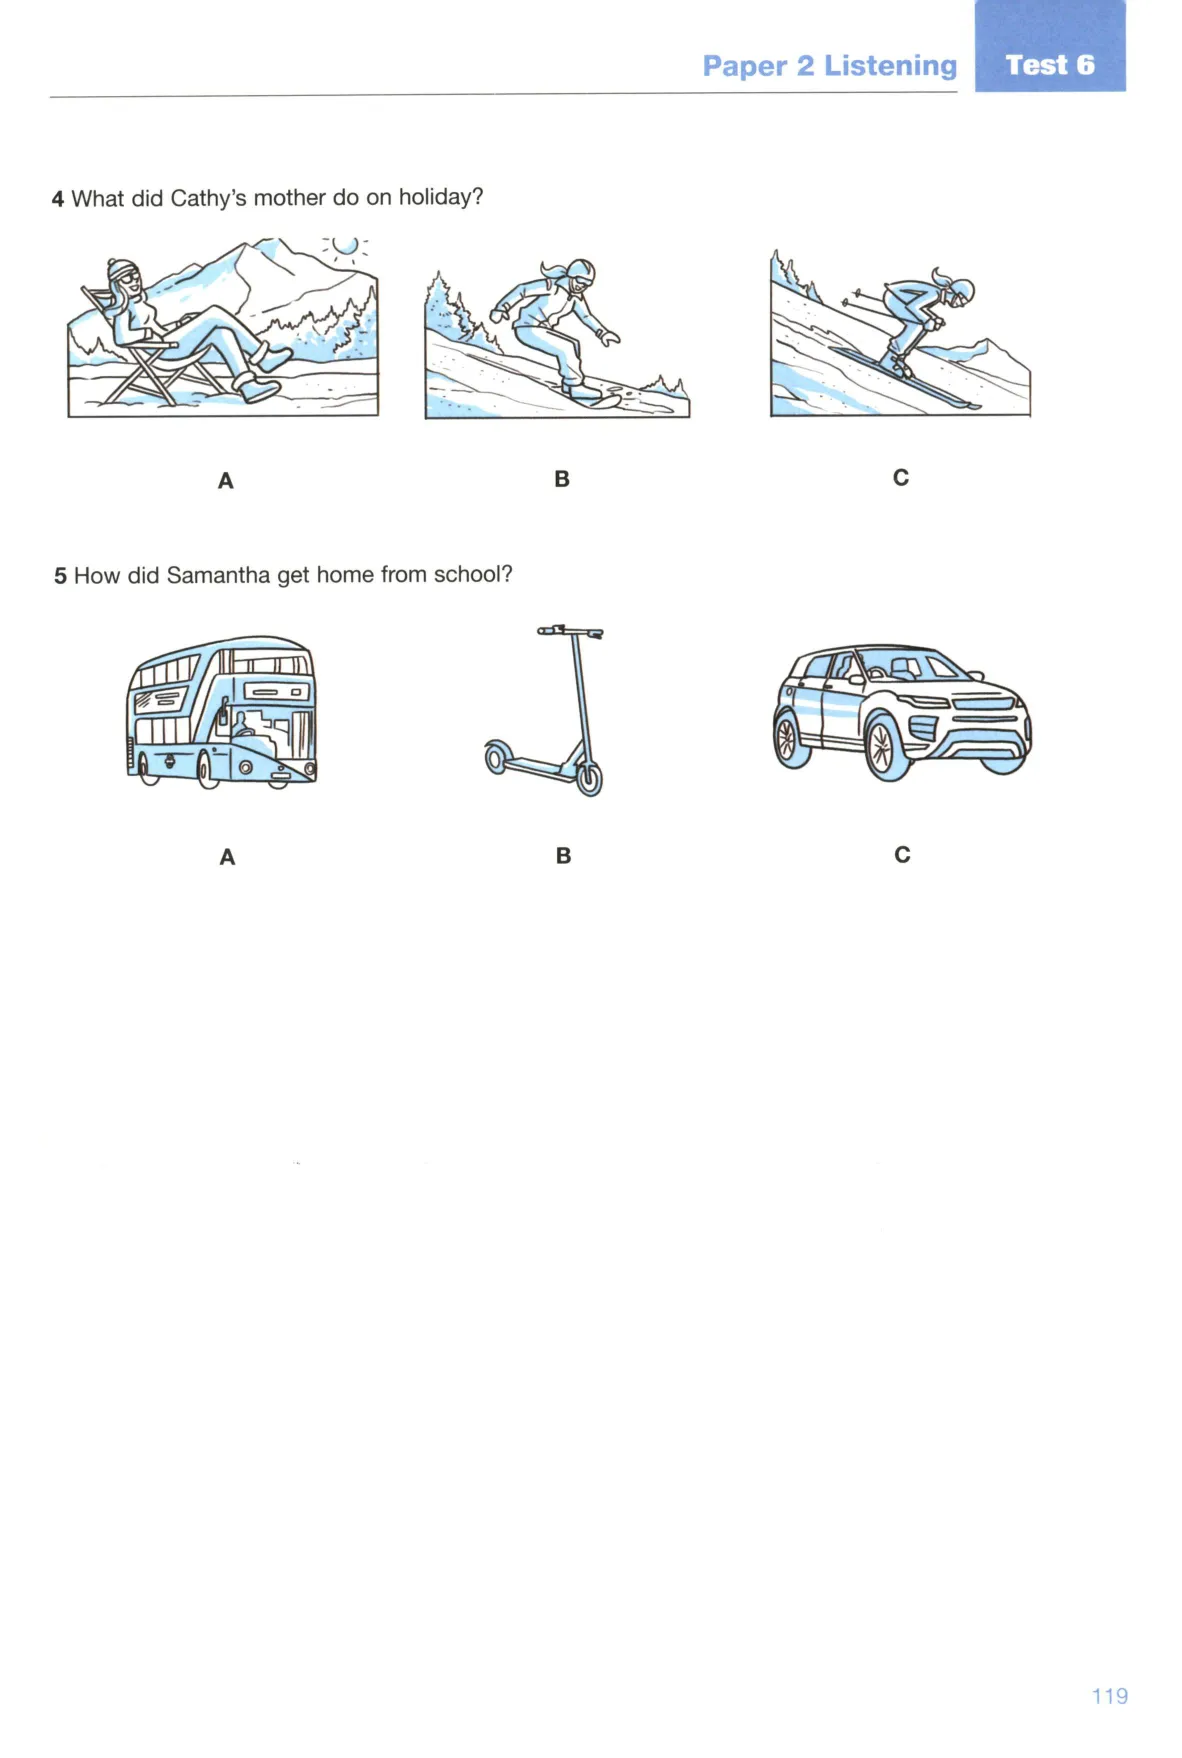 Paper 2 Listening Test 6
4 What did Cathy's mother do on holiday?
A B C
5 How did Samantha get home from school?
A B C
119